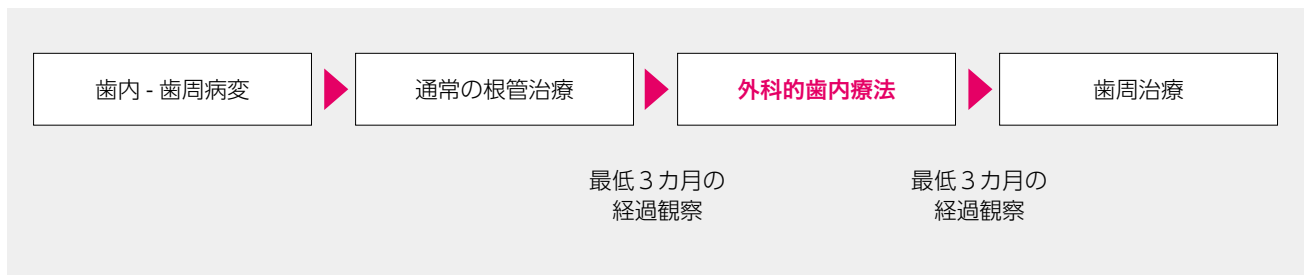 歯内 - 歯周病変
通常の根管治療
外科的歯内療法
歯周治療
最低３カ月の
経過観察
最低３カ月の
経過観察